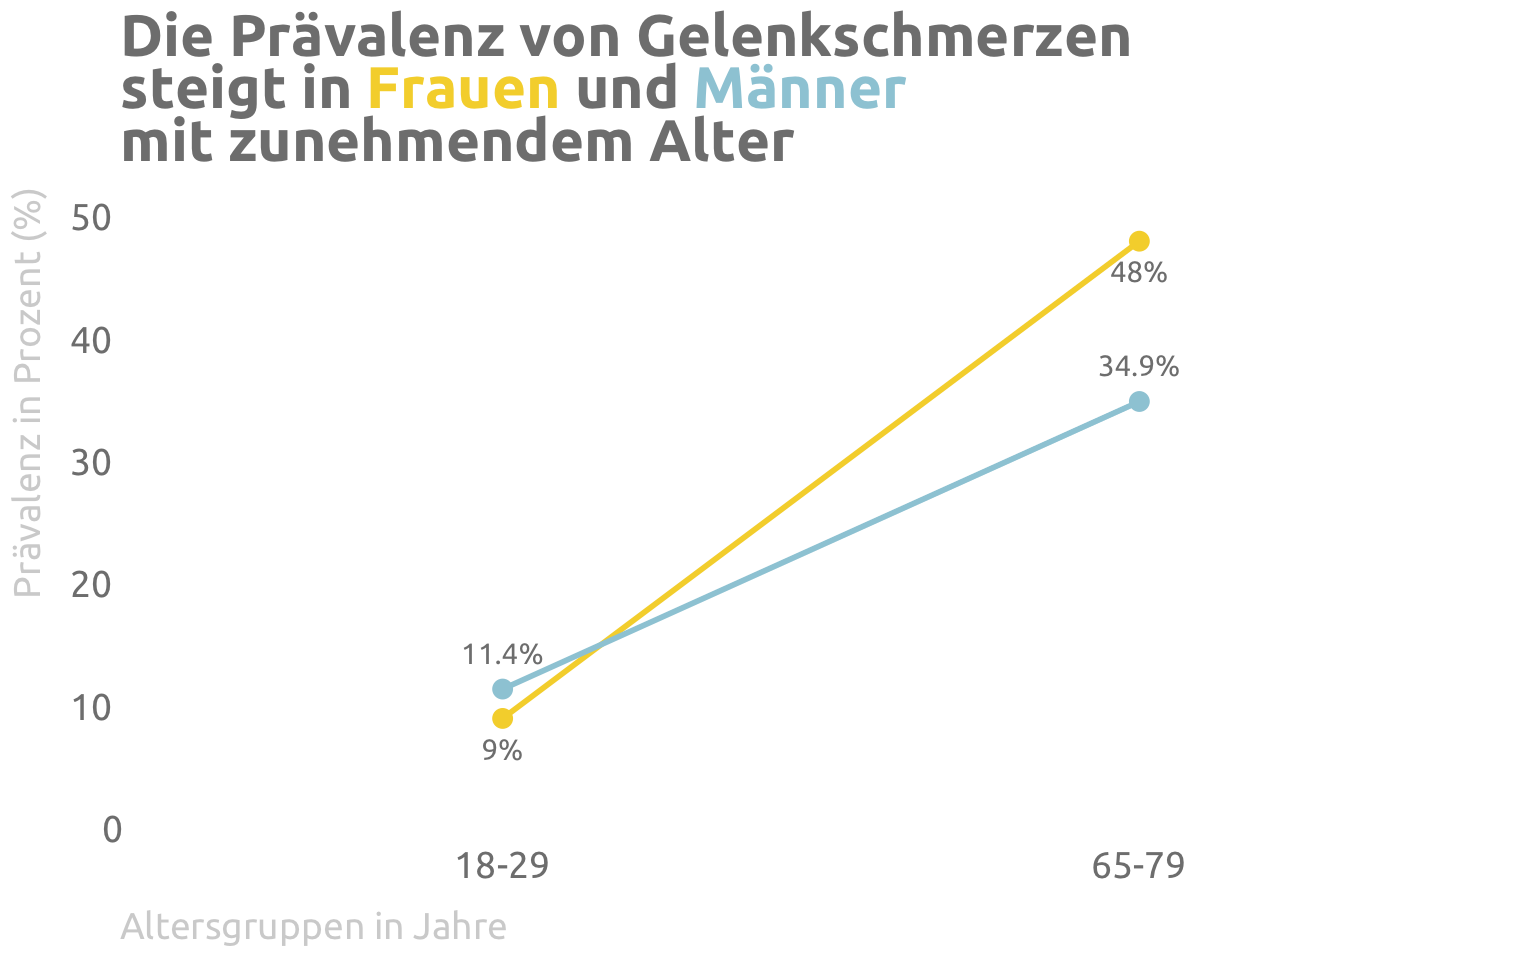 Die Prävalenz von Gelenkschmerzen
steigt in Frauen und Männer
mit zunehmendem Alter
Prävalenz in Prozent (%)
50
40
30
20
10
0
48%
34.9%
11.4%
9%
18-29
65-79
Altersgruppen in Jahre